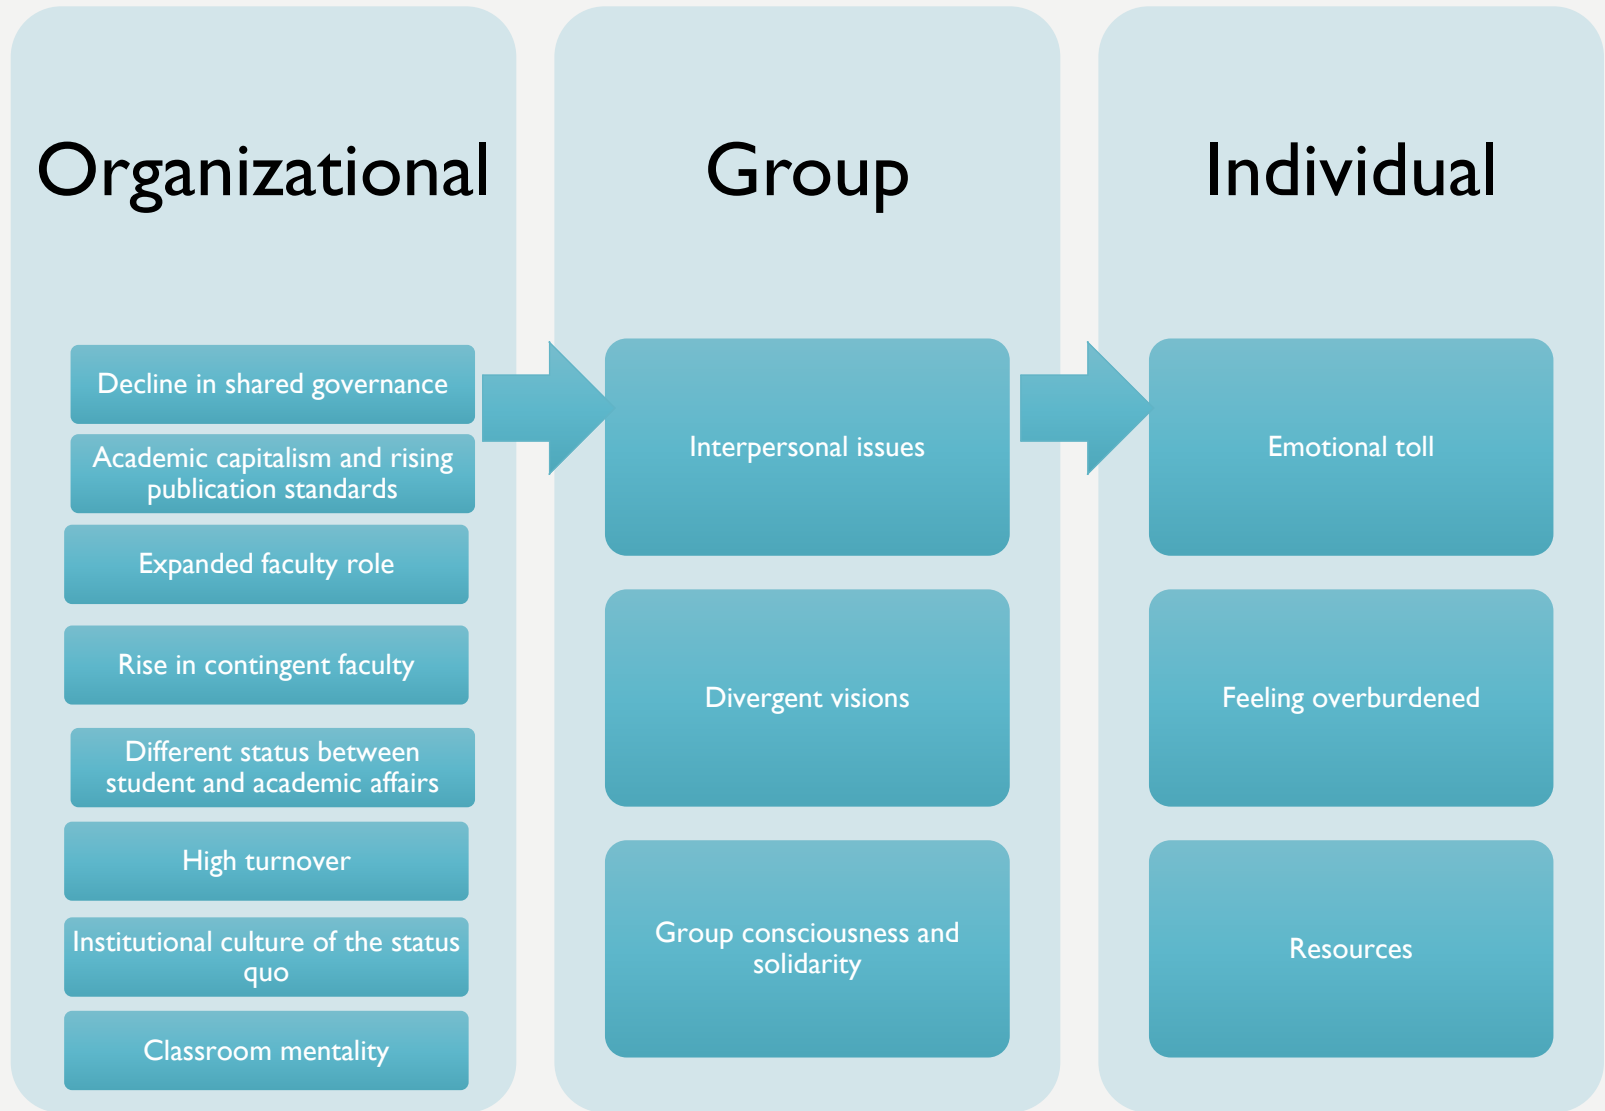 Organizational
Decline in shared governance
Academic capitalism and rising
publication standards
Expanded faculty role
Rise in contingent faculty
Different status between
student and academic affairs
High turnover
Institutional culture of the status
quo
Classroom mentality
Group
Interpersonal issues
Divergent visions
Group consciousness and
solidarity
Individual
Emotional toll
Feeling overburdened
Resources